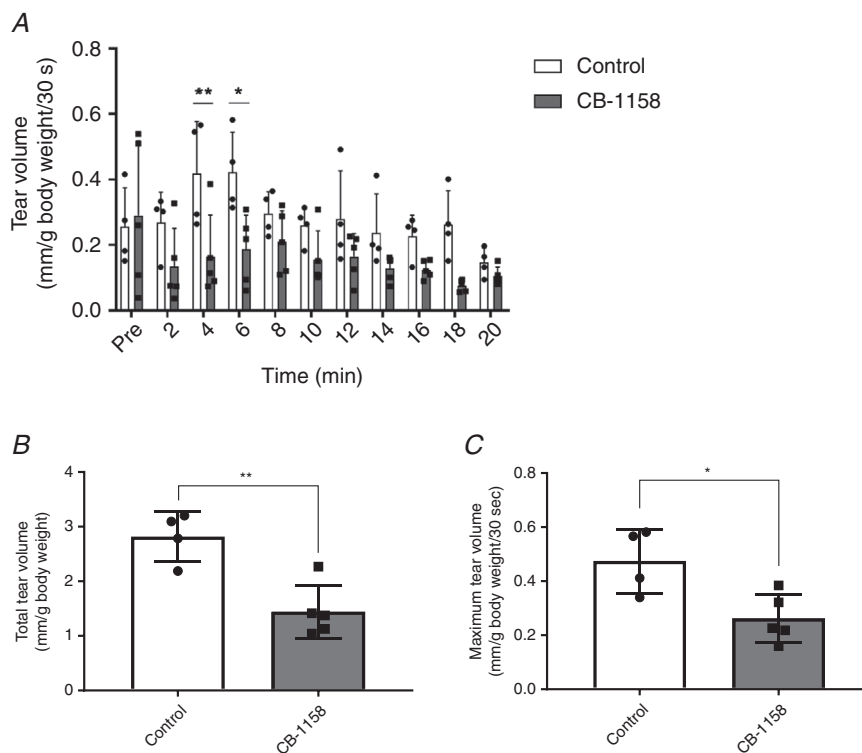 A
Tear volume
(mm/g body weight/30 s)
0.8
0.6
0.4
0.2
0.0
** *
Pre 2 4 6 8 10 12 14 16 18 20
Time (min)
Control
CB-1158
B
Total tear volume
(mm/g body weight)
4
3
2
1
0
**
Control CB-1158
C
Maximum tear volume
(mm/g body weight/30 sec)
0.8
0.6
0.4
0.2
0.0
*
Control CB-1158